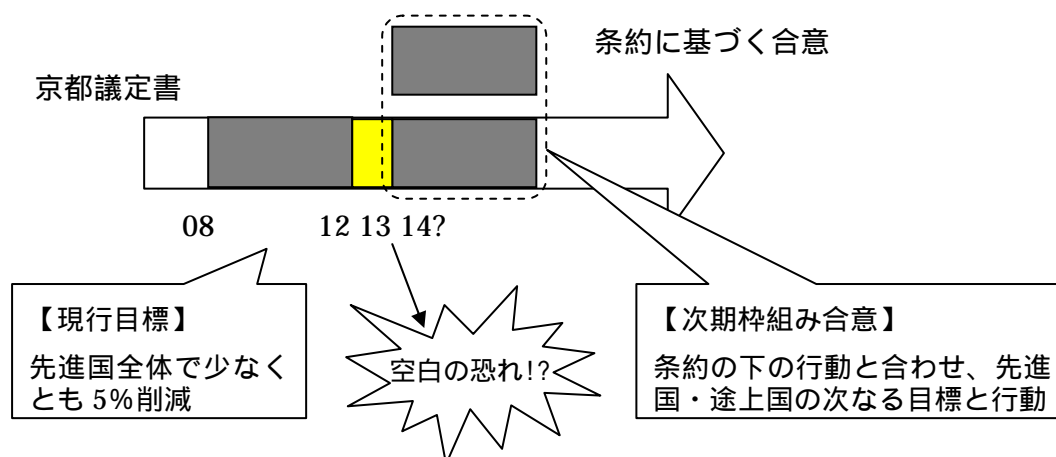 条約に基づく合意
京都議定書
08 12 13 14?
【現行目標】
先進国全体で少なく
とも 5%削減
空白の恐れ!?
【次期枠組み合意】
条約の下の行動と合わせ、先進
国・途上国の次なる目標と行動